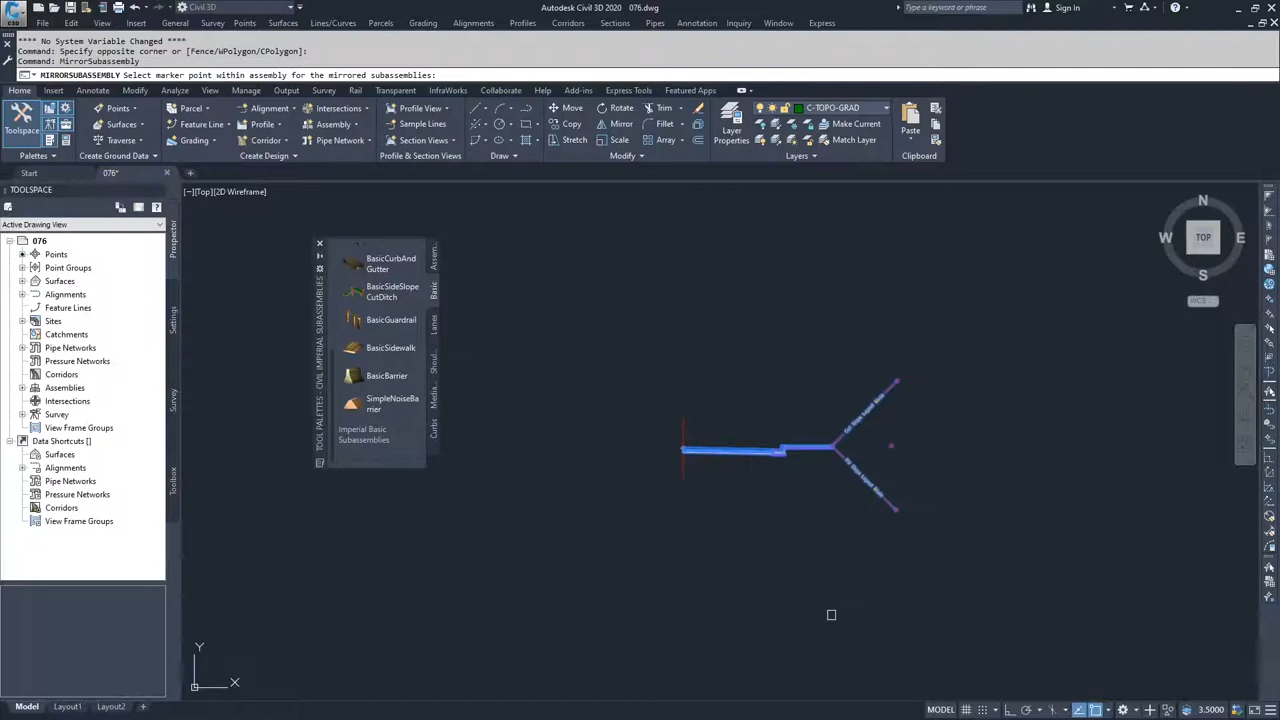 C3D
Civil 3D
Autodesk Civil 3D 2020 076.dwg
Type a keyword or phrase
Sign In
File Edit View Insert General Survey Points Surfaces Lines/Curves Parcels Grading Alignments Profiles Corridors Sections Pipes Annotation Inquiry Window Express
**** No System Variable Changed ****
Command: Specify opposite corner or [Fence/WPolygon/CPolygon]:
Command: MirrorSubassembly
MIRRORSUBASSEMBLY Select marker point within assembly for the mirrored subassemblies:
Home Insert Annotate Modify Analyze View Manage Output Survey Rail Transparent InfraWorks Collaborate Help Add-ins Express Tools Featured Apps
Toolspace
Points
Surfaces
Traverse
Parcel
Feature Line
Grading
Alignment
Profile
Corridor
Intersections
Assembly
Pipe Network
Profile View
Sample Lines
Section Views
Move Rotate Trim
Copy Mirror Fillet
Stretch Scale Array
Layer
Properties
C-TOPO-GRAD
Make Current
Match Layer
Paste
Palettes Create Ground Data Create Design Profile & Section Views Draw Modify Layers Clipboard
Start 076*
TOOLSPACE
[−][Top][2D Wireframe]
Active Drawing View
076
Points
Point Groups
Surfaces
Alignments
Feature Lines
Sites
Catchments
Pipe Networks
Pressure Networks
Corridors
Assemblies
Intersections
Survey
View Frame Groups
Data Shortcuts []
Surfaces
Alignments
Pipe Networks
Pressure Networks
Corridors
View Frame Groups
Prospector
Settings
Survey
Toolbox
TOOL PALETTES - CIVIL IMPERIAL SUBASSEMBLIES
BasicCurbAnd
Gutter
BasicSideSlope
CutDitch
BasicGuardrail
BasicSidewalk
BasicBarrier
SimpleNoiseBa
rrier
Imperial Basic
Subassemblies
Assem...
Basic
Lanes
Shoul...
Media...
Curbs
N
W TOP E
S
WCS
Y
X
Model Layout1 Layout2 +
MODEL
3.5000